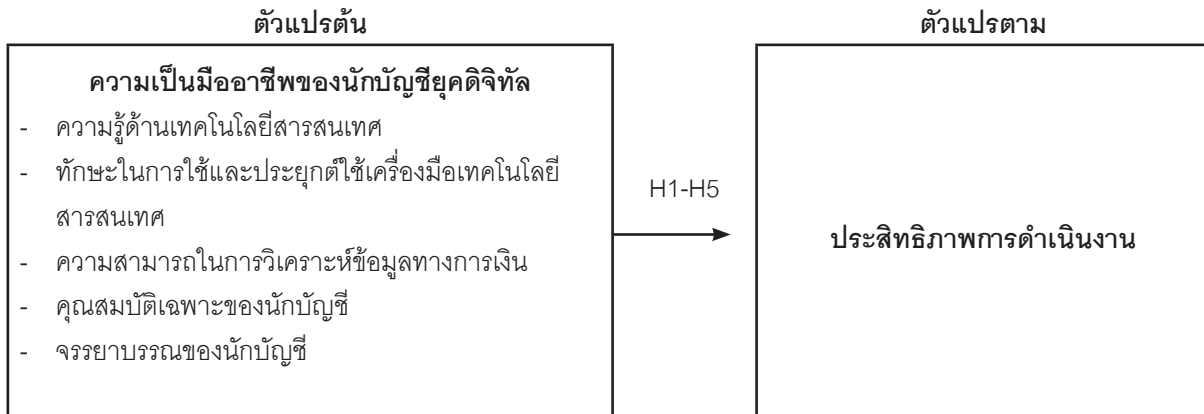 ตัวแปรต้น
ตัวแปรตาม
ความเป็นมืออาชีพของนักบัญชียุคดิจิทัล
- ความรู้ด้านเทคโนโลยีสารสนเทศ
- ทักษะในการใช้และประยุกต์ใช้เครื่องมือเทคโนโลยี
สารสนเทศ
- ความสามารถในการวิเคราะห์ข้อมูลทางการเงิน
- คุณสมบัติเฉพาะของนักบัญชี
- จรรยาบรรณของนักบัญชี
H1-H5
ประสิทธิภาพการดำเนินงาน